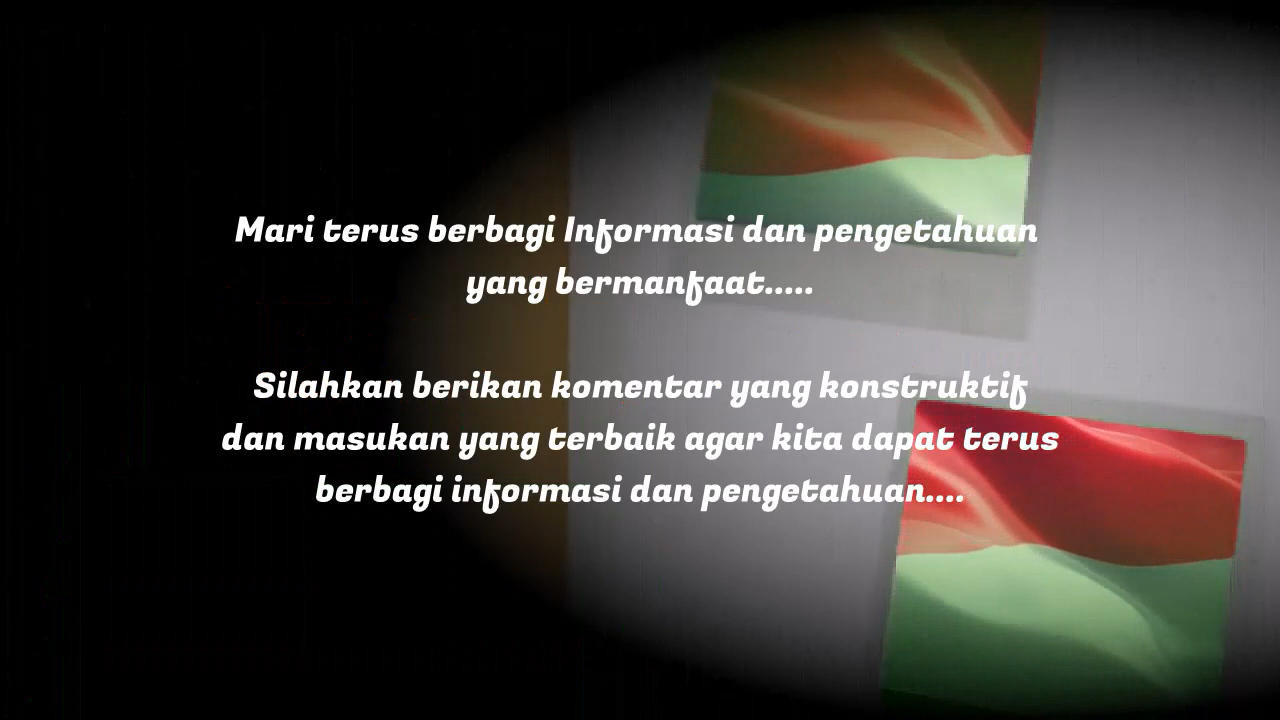 Mari terus berbagi Informasi dan pengetahuan
yang bermanfaat.....
Silahkan berikan komentar yang konstruktif
dan masukan yang terbaik agar kita dapat terus
berbagi informasi dan pengetahuan....